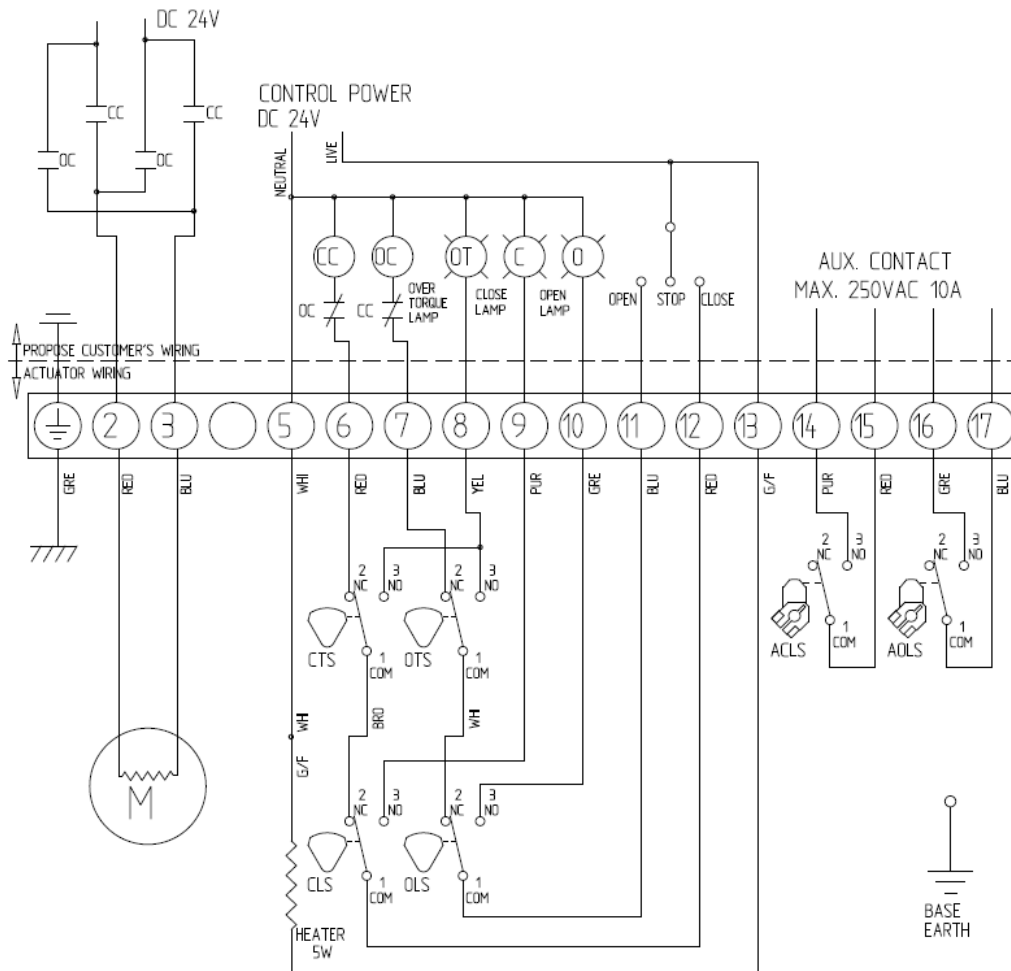 DC 24V
CC
CC
OC
OC
CONTROL POWER
DC 24V
NEUTRAL
LIVE
CC
OC
OT
C
O
OC
CC
OVER
TORQUE
LAMP
CLOSE
LAMP
OPEN
LAMP
OPEN
STOP
CLOSE
AUX. CONTACT
MAX. 250VAC 10A
PROPOSE CUSTOMER'S WIRING
ACTUATOR WIRING
2
3
5
6
7
8
9
10
11
12
13
14
15
16
17
GRE
RED
BLU
WHI
RED
BLU
YEL
PUR
GRE
BLU
RED
G/F
PUR
RED
GRE
BLU
2
NC
3
NO
2
NC
3
NO
2
NC
3
NO
2
NC
3
NO
CTS
1
COM
OTS
1
COM
ACLS
1
COM
AOLS
1
COM
WHI
BRO
WHI
G/F
2
NC
3
NO
2
NC
3
NO
M
CLS
1
COM
OLS
1
COM
HEATER
5W
BASE
EARTH